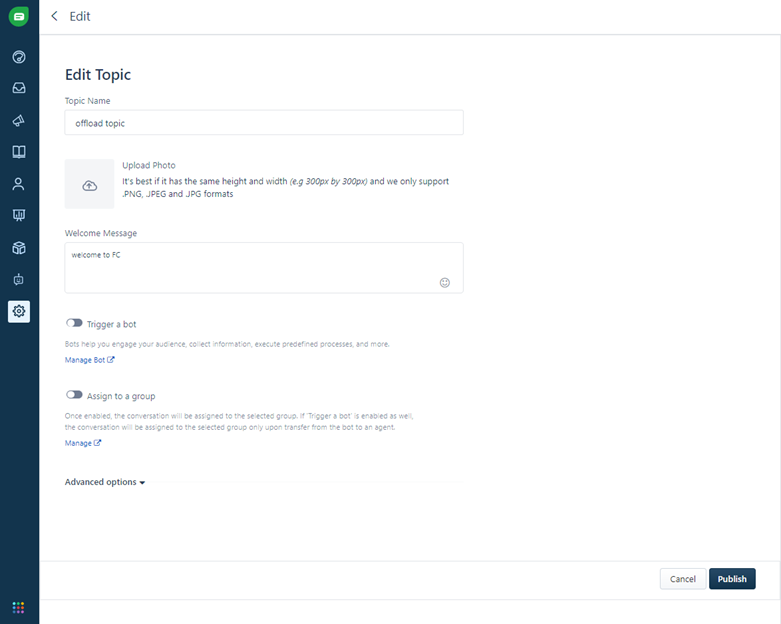 Edit
Edit Topic
Topic Name
offload topic
Upload Photo
It's best if it has the same height and width (e.g 300px by 300px) and we only support
.PNG, .JPEG and .JPG formats
Welcome Message
welcome to FC
Trigger a bot
Bots help you engage your audience, collect information, execute predefined processes, and more.
Manage Bot
Assign to a group
Once enabled, the conversation will be assigned to the selected group. If 'Trigger a bot' is enabled as well,
the conversation will be assigned to the selected group only upon transfer from the bot to an agent.
Manage
Advanced options
Cancel
Publish